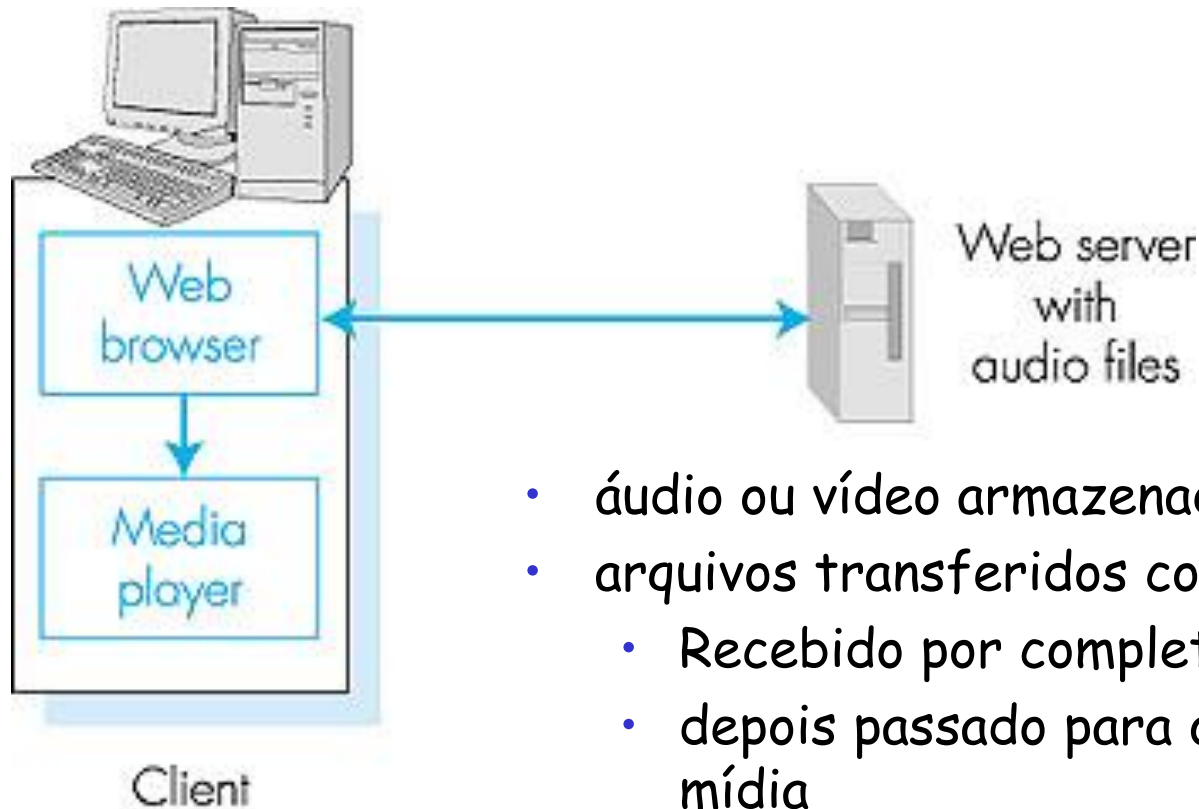 Web
browser
Media
player
Client
Web server
with
audio files
• áudio ou vídeo
• arquivos transferidos
• Recebido por
• depois passado para
mídia